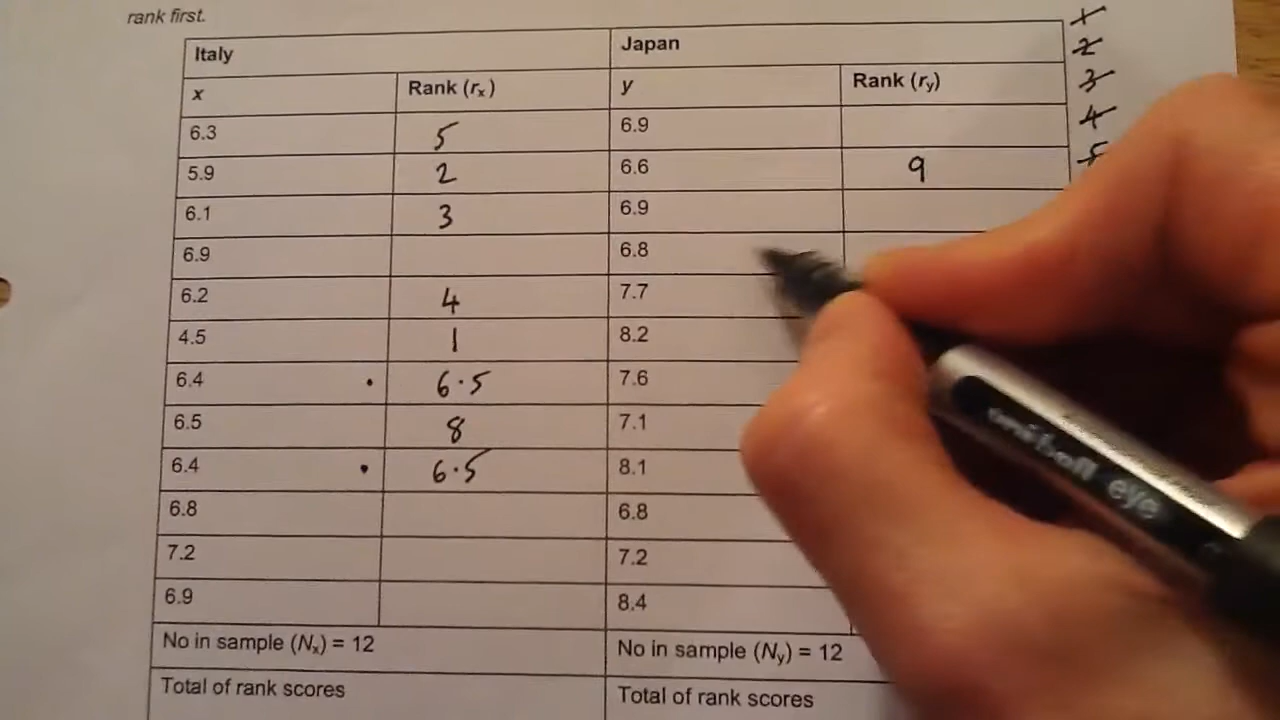 rank first.
Italy Japan
x Rank (rx) y Rank (ry)
6.3 5 6.9
5.9 2 6.6 9
6.1 3 6.9
6.9 6.8
6.2 4 7.7
4.5 1 8.2
6.4 • 6.5 7.6
6.5 8 7.1
6.4 • 6.5 8.1
6.8 6.8
7.2 7.2
6.9 8.4
No in sample (Nx) = 12 No in sample (Ny) = 12
Total of rank scores Total of rank scores
1
2
3
4
5
uniball eye